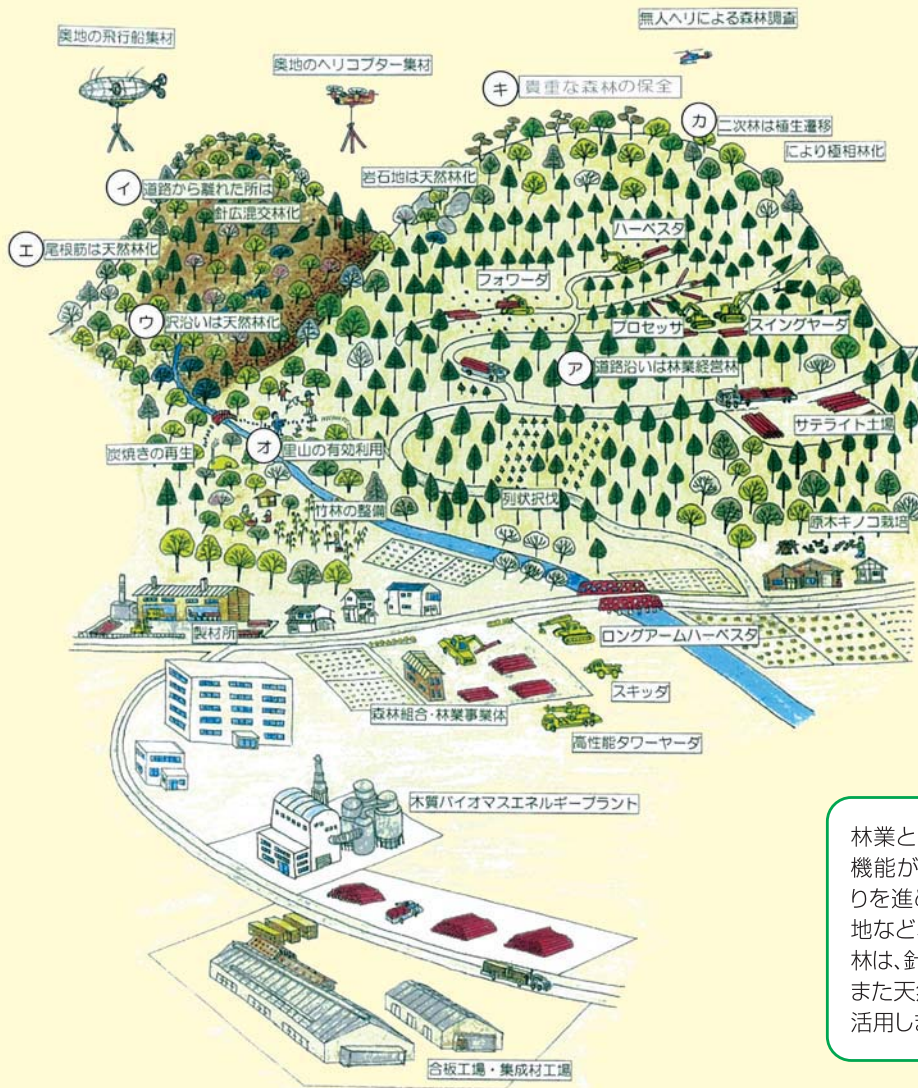 無人ヘリによる森林調査
奥地の飛行船集材
奥地のヘリコプター集材
キ 貴重な森林の保全
カ 二次林は植生遷移
により極相林化
岩石地は天然林化
イ 道路から離れた所は
針広混交林化
ハーベスタ
エ 尾根筋は天然林化
フォワーダ
ウ 沢沿いは天然林化
プロセッサ
スイングヤーダ
ア 道路沿いは林業経営林
サテライト土場
炭焼きの再生
オ 里山の有効利用
列状択伐
竹林の整備
原木キノコ栽培
製材所
ロングアームハーベスタ
スキッダ
森林組合・林業事業体
高性能タワーヤーダ
木質バイオマスエネルギープラント
合板工場・集成材工場
林業と
機能が
りを進め
地など
林は、針
また天然
活用しま